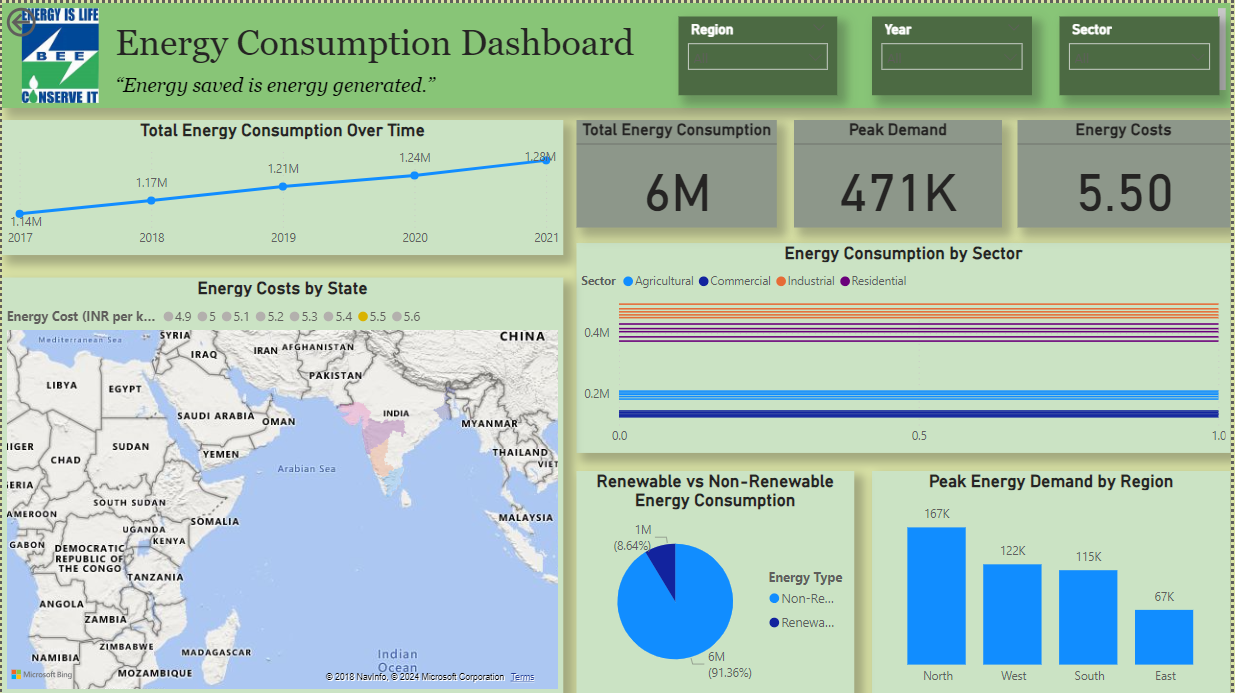 ENERGY IS LIFE
BEE
CONSERVE IT
Energy Consumption Dashboard
“Energy saved is energy generated.”
Region
Year
Sector
Total Energy Consumption Over Time
1.14M
1.17M
1.21M
1.24M
1.28M
2017 2018 2019 2020 2021
Total Energy Consumption
6M
Peak Demand
471K
Energy Costs
5.50
Energy Consumption by Sector
Sector Agricultural Commercial Industrial Residential
0.4M
0.2M
0.0 0.5 1.0
Energy Costs by State
Energy Cost (INR per k... 4.9 5 5.1 5.2 5.3 5.4 5.5 5.6
Mediterranean Sea
SYRIA
CHINA
IRAQ
IRAN
AFGHANISTAN
PAKISTAN
LIBYA
EGYPT
SAUDI ARABIA
OMAN
INDIA
MYANMAR
SUDAN
NIGER
CHAD
YEMEN
THAILAND
VIET
Arabian Sea
ERIA
SOUTH SUDAN
AMEROON
SOMALIA
MALAYSIA
UGANDA
KENYA
GABON
DEMOCRATIC
REPUBLIC OF
THE CONGO
TANZANIA
ANGOLA
ZAMBIA
ZIMBABWE
MADAGASCAR
NAMIBIA
MOZAMBIQUE
Indian
Ocean
Microsoft Bing
© 2018 NavInfo, © 2024 Microsoft Corporation Terms
Renewable vs Non-Renewable
Energy Consumption
1M
(8.64%)
6M
(91.36%)
Energy Type
Non-Re...
Renewa...
Peak Energy Demand by Region
167K
122K
115K
67K
North West South East